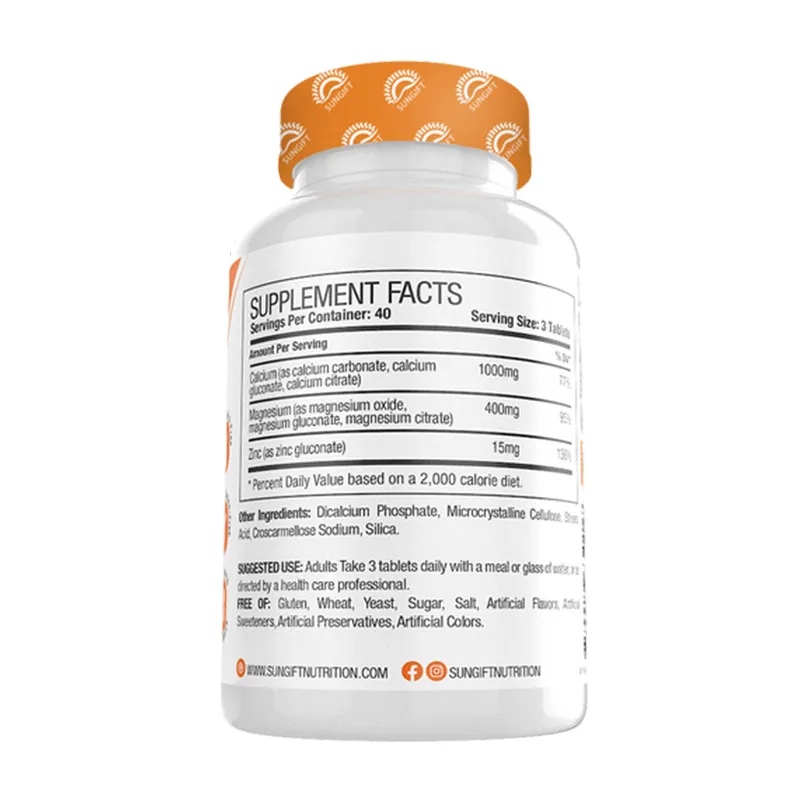 SUNGIFT
SUNGIFT
SUNGIFT
SUNGIFT
SUNGIFT
SUPPLEMENT FACTS
Servings Per Container: 40 Serving Size: 3 Tablets
Amount Per Serving % DV*
Calcium (as calcium carbonate, calcium 1000mg 77%
gluconate, calcium citrate)
Magnesium (as magnesium oxide, 400mg 95%
magnesium gluconate, magnesium citrate)
Zinc (as zinc gluconate) 15mg 136%
* Percent Daily Value based on a 2,000 calorie diet.
Other Ingredients: Dicalcium Phosphate, Microcrystalline Cellulose,
Acid, Croscarmellose Sodium, Silica.
SUGGESTED USE: Adults Take 3 tablets daily with a meal or glass of water, or as
directed by a health care professional.
FREE OF: Gluten, Wheat, Yeast, Sugar, Salt, Artificial Flavors, Artificial
Sweeteners, Artificial Preservatives, Artificial Colors.
WWW.SUNGIFTNUTRITION.COM SUNGIFTNUTRITION